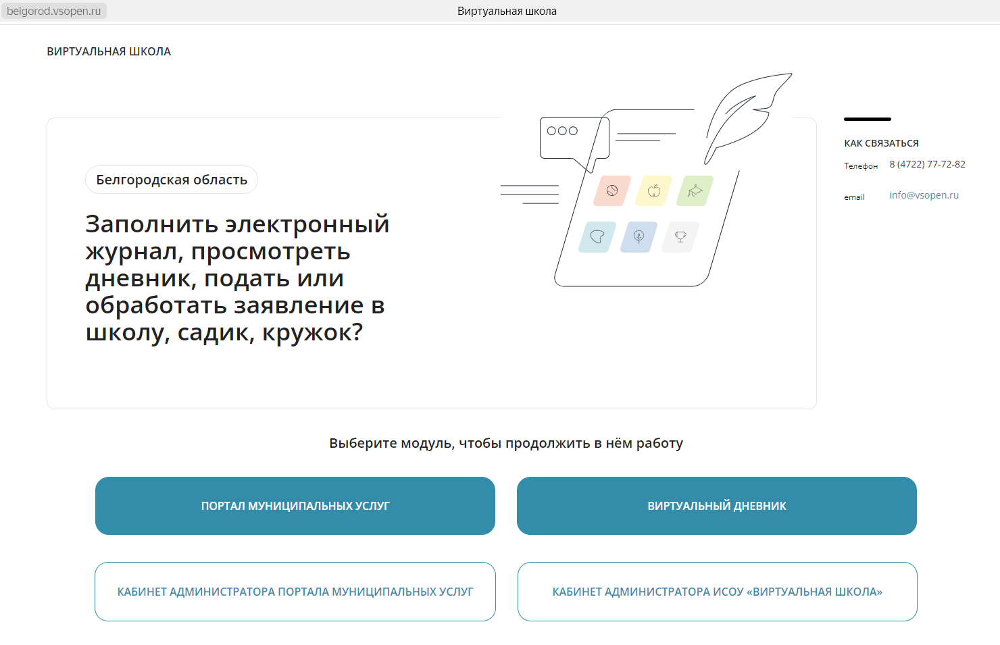 belgorod.vsopen.ru
Виртуальная школа
ВИРТУАЛЬНАЯ ШКОЛА
Белгородская область
Заполнить электронный
журнал, просмотреть
дневник, подать или
обработать заявление в
школу, садик, кружок?
КАК СВЯЗАТЬСЯ
Телефон 8 (4722) 77-72-82
email info@vsopen.ru
Выберите модуль, чтобы продолжить в нём работу
ПОРТАЛ МУНИЦИПАЛЬНЫХ УСЛУГ
ВИРТУАЛЬНЫЙ ДНЕВНИК
КАБИНЕТ АДМИНИСТРАТОРА ПОРТАЛА МУНИЦИПАЛЬНЫХ УСЛУГ
КАБИНЕТ АДМИНИСТРАТОРА ИСОУ «ВИРТУАЛЬНАЯ ШКОЛА»